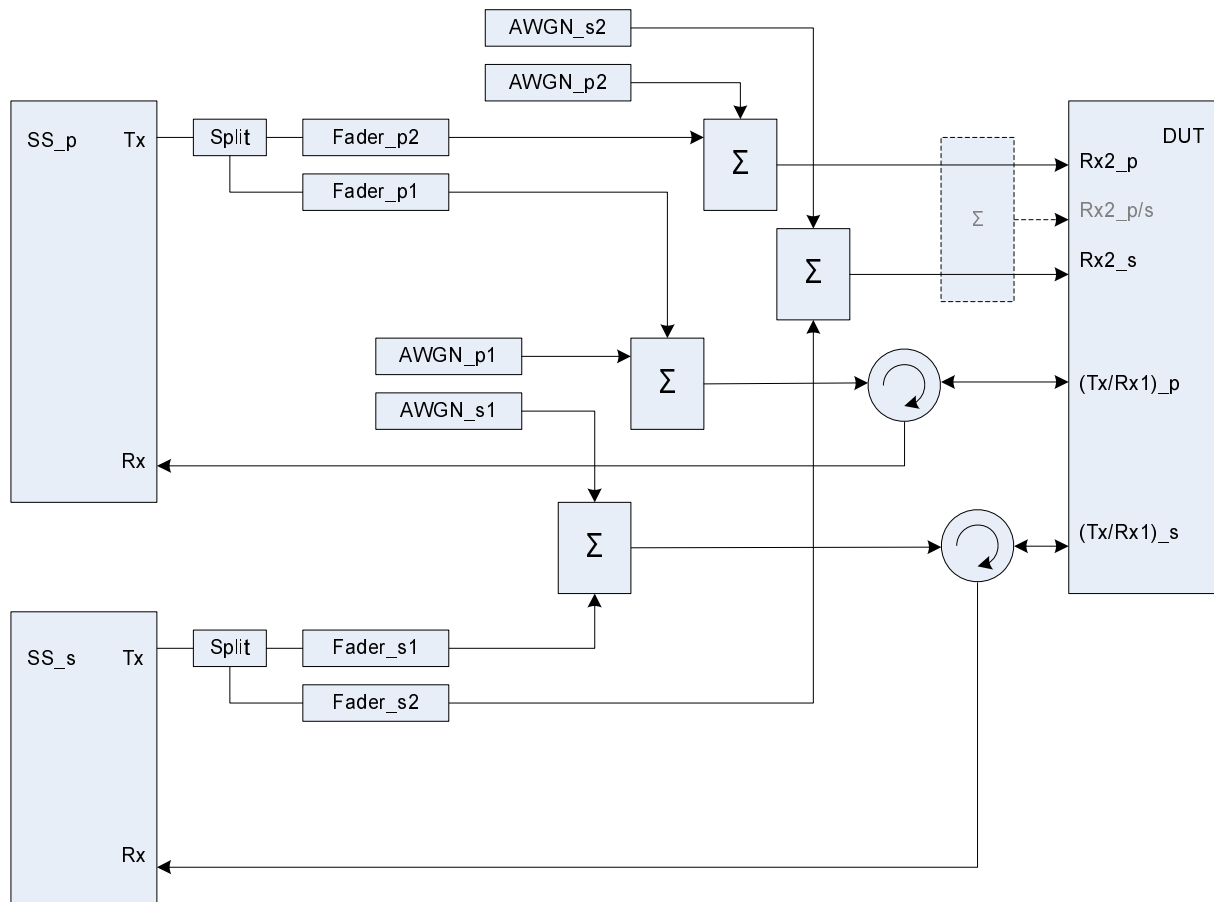 AWGN_s2
AWGN_p2
SS_p
Tx
Split
Fader_p2
Fader_p1
Σ
DUT
Rx2_p
Rx2_p/s
Rx2_s
Σ
Σ
AWGN_p1
AWGN_s1
Σ
(Tx/Rx1)_p
Rx
Σ
(Tx/Rx1)_s
SS_s
Tx
Split
Fader_s1
Fader_s2
Rx